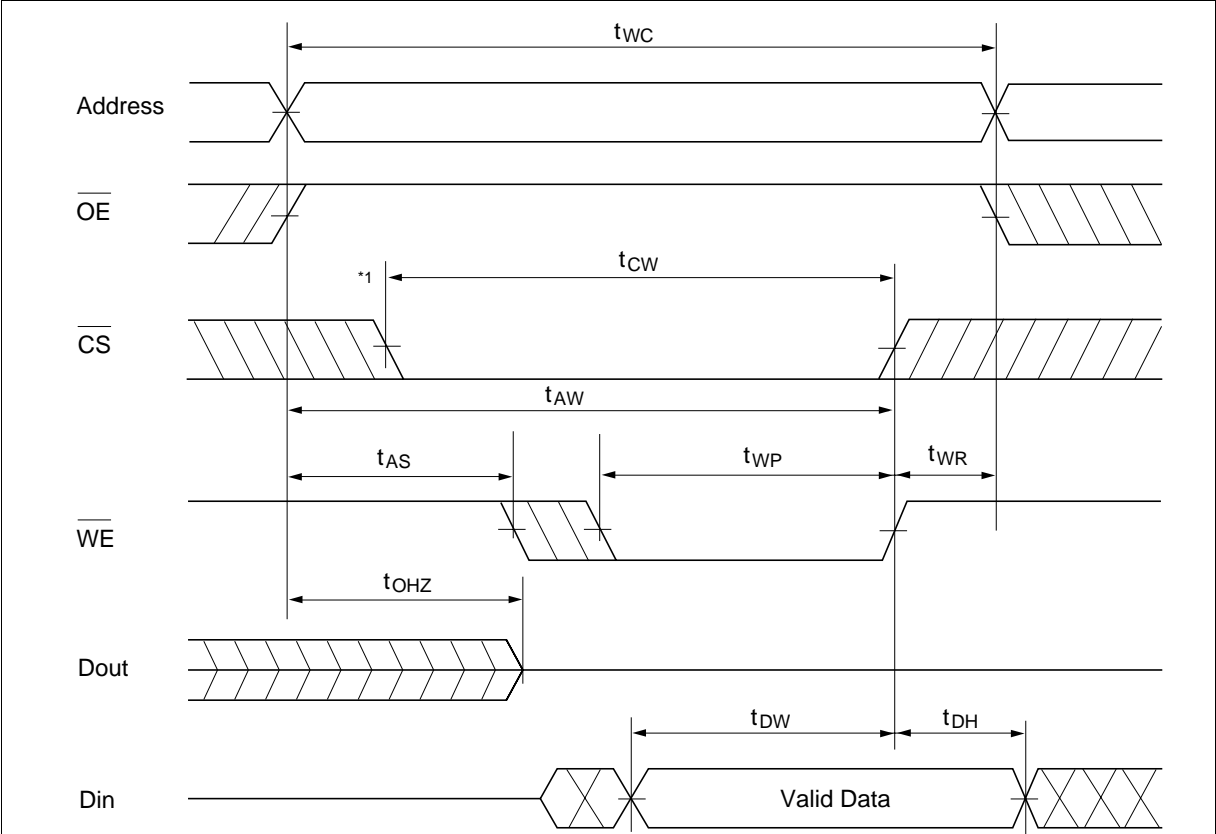 tWC
Address
OE
*1
tCW
CS
tAW
tAS
tWP
tWR
WE
tOHZ
Dout
tDW
tDH
Din
Valid Data